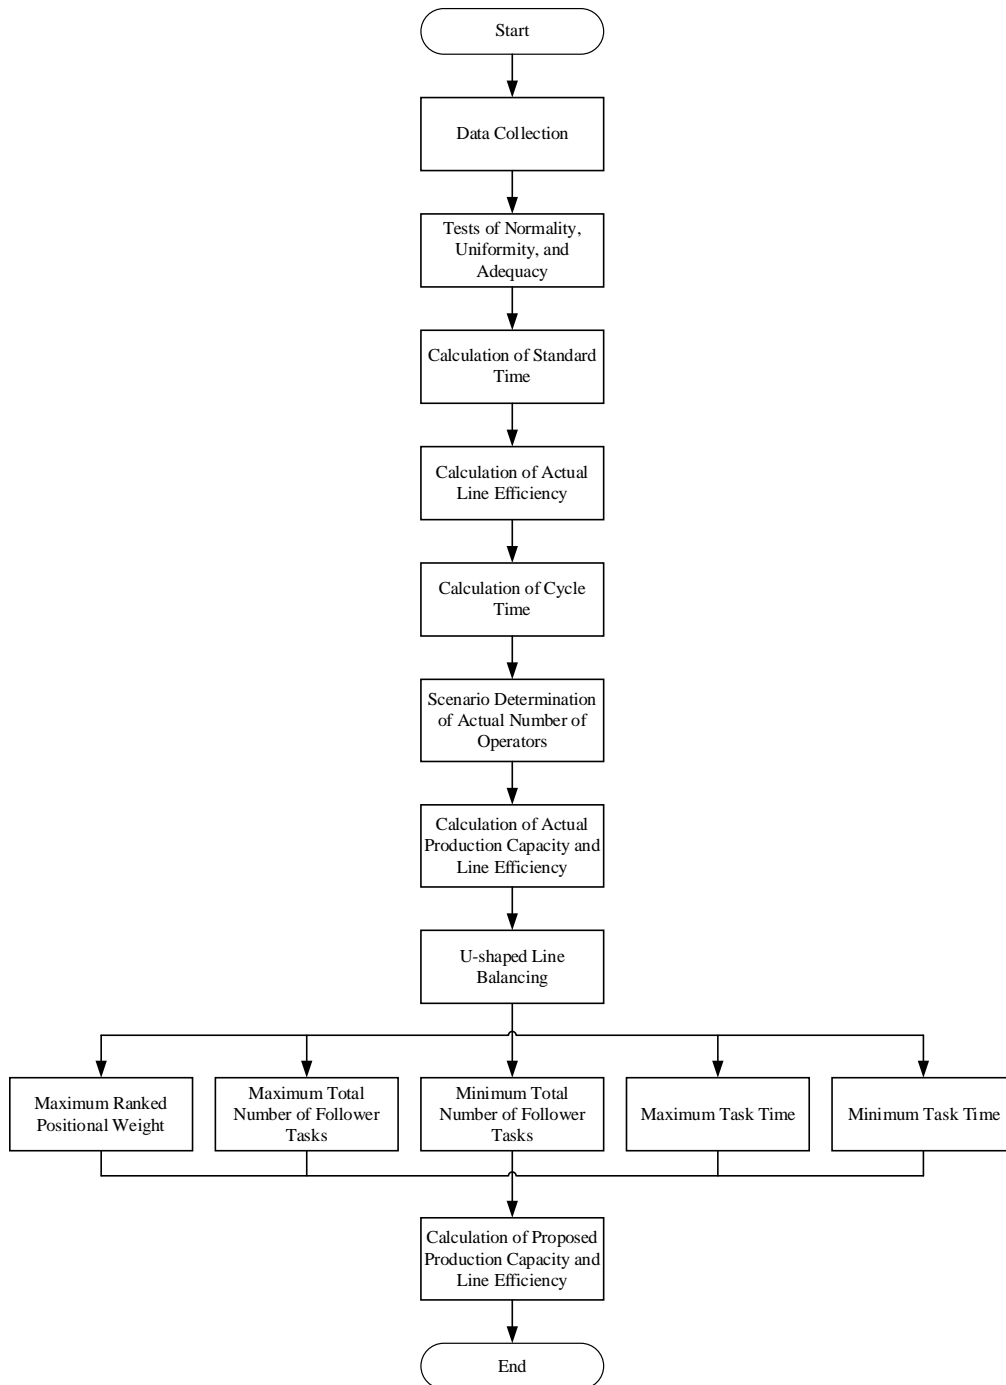 Start
Data Collection
Tests of Normality,
Uniformity, and
Adequacy
Calculation of Standard
Time
Calculation of Actual
Line Efficiency
Calculation of Cycle
Time
Scenario Determination
of Actual Number of
Operators
Calculation of Actual
Production Capacity and
Line Efficiency
U-shaped Line
Balancing
Maximum Ranked
Positional Weight
Maximum Total
Number of Follower
Tasks
Minimum Total
Number of Follower
Tasks
Maximum Task Time
Minimum Task Time
Calculation of Proposed
Production Capacity and
Line Efficiency
End